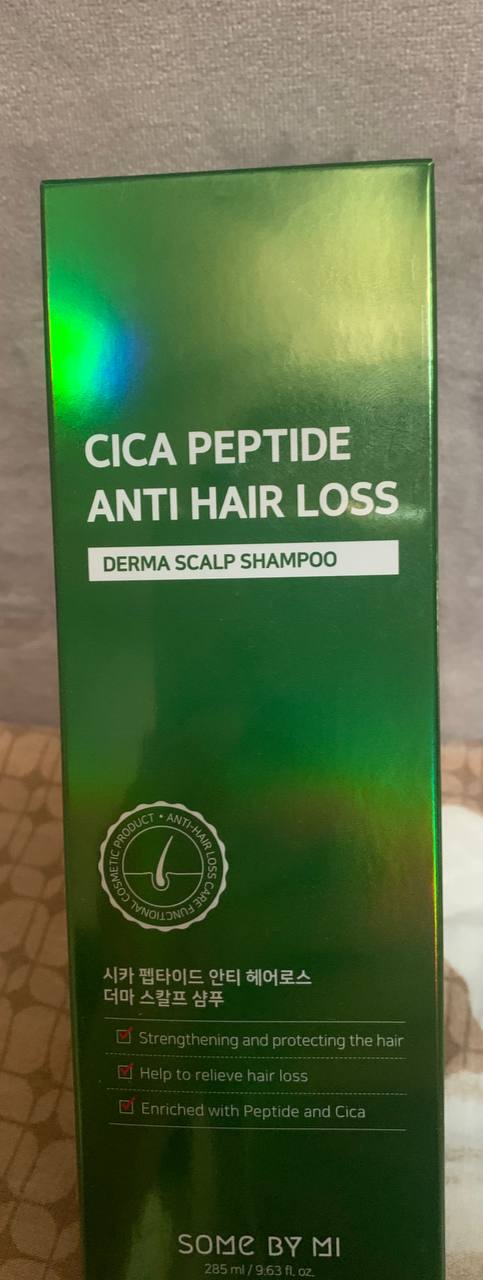 CICA PEPTIDE
ANTI HAIR LOSS
DERMA SCALP SHAMPOO
COSMETIC PRODUCT • ANTI-HAIR LOSS CARE FUNCTIONAL
시카 펩타이드 안티 헤어로스
더마 스칼프 샴푸
Strengthening and protecting the hair
Help to relieve hair loss
Enriched with Peptide and Cica
SOME BY MI
285 ml / 9.63 fl. oz.